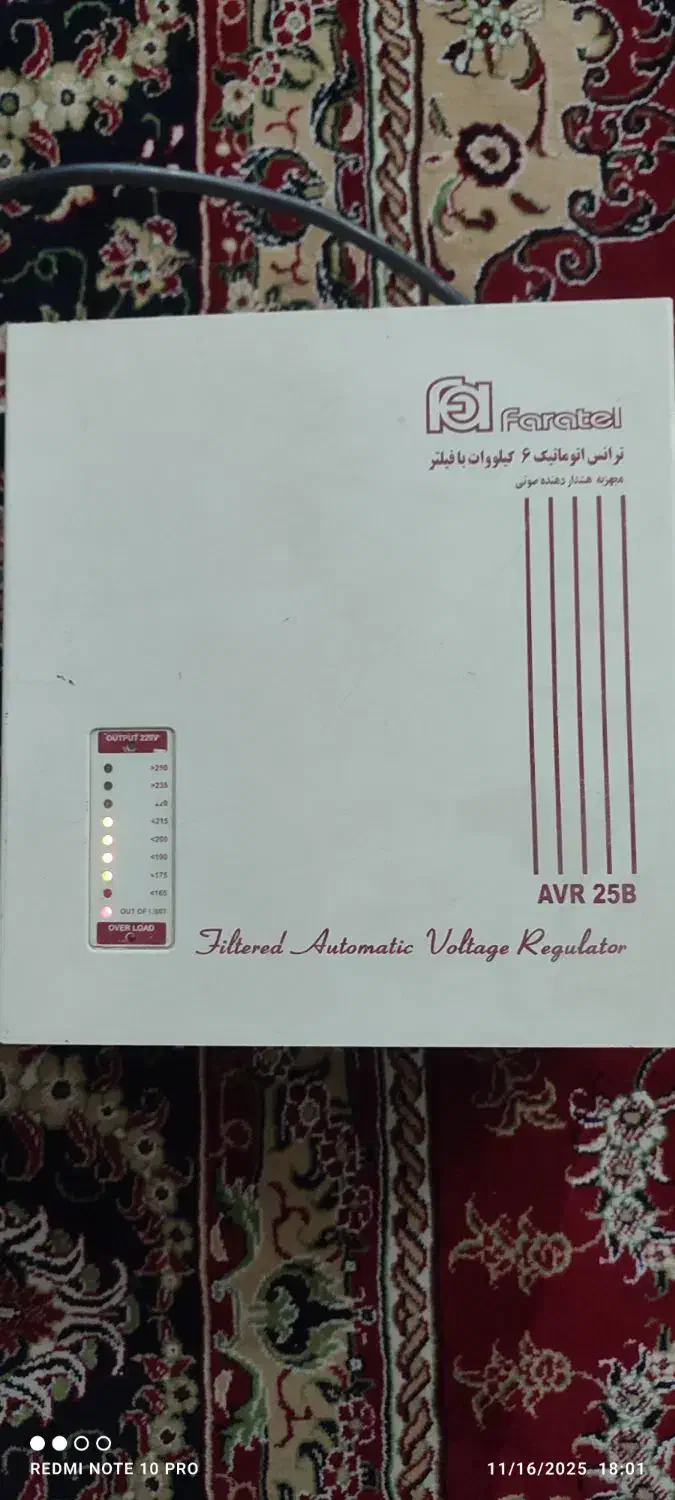 Faratel
ترانس اتوماتیک ۶ کیلووات با فیلتر
مجهز به هشدار دهنده صوتی
OUTPUT 220V
>235
<215
<200
<190
<175
<165
OUT OF LIMIT
OVER LOAD
AVR 25B
Filtered Automatic Voltage Regulator
REDMI NOTE 10 PRO
11/16/2025 18:01